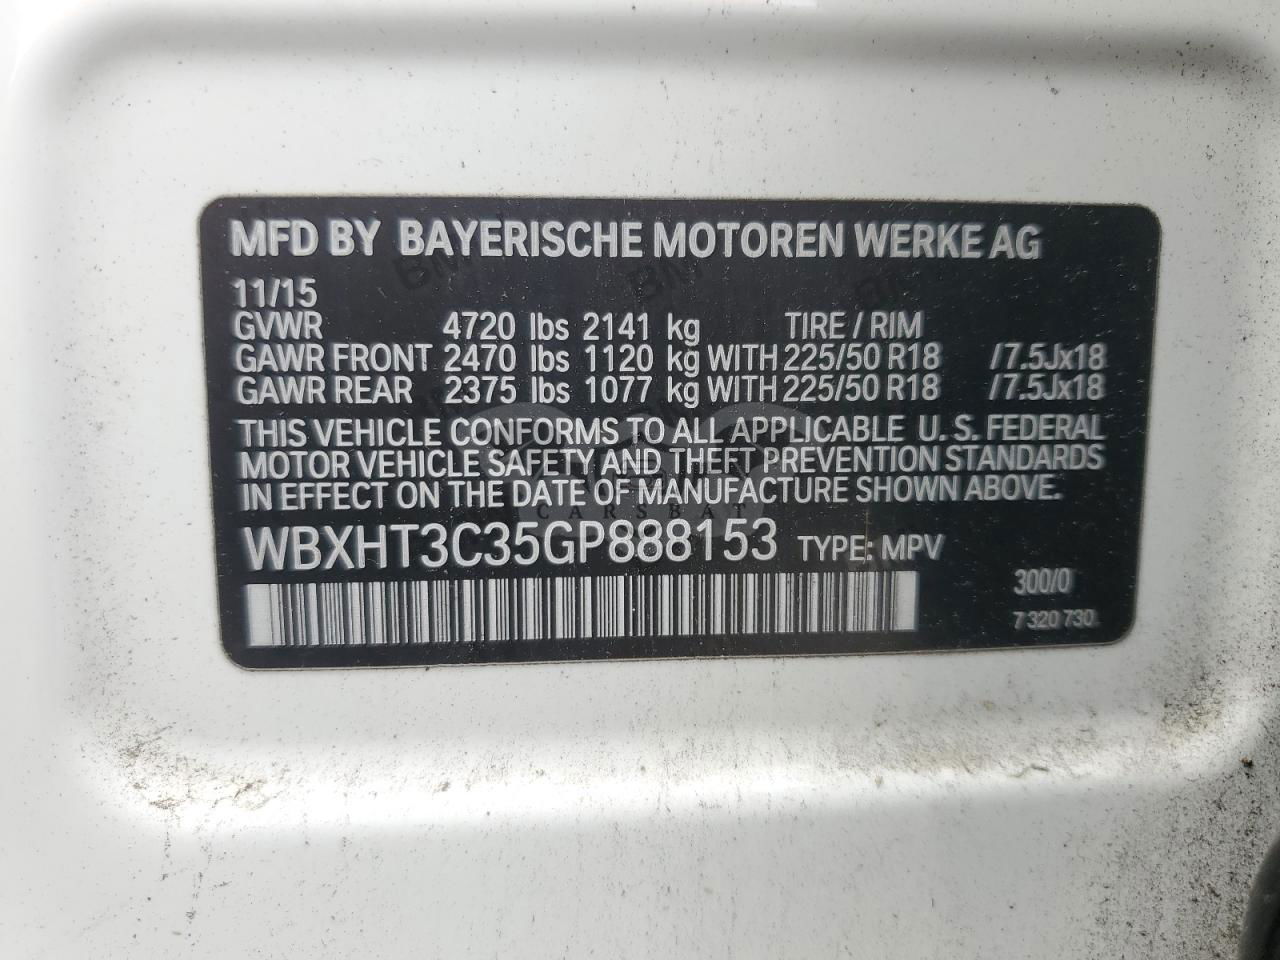 MFD BY BAYERISCHE MOTOREN WERKE AG
11/15
GVWR 4720 lbs 2141 kg TIRE / RIM
GAWR FRONT 2470 lbs 1120 kg WITH 225/50 R18 /7.5Jx18
GAWR REAR 2375 lbs 1077 kg WITH 225/50 R18 /7.5Jx18
THIS VEHICLE CONFORMS TO ALL APPLICABLE U. S. FEDERAL
MOTOR VEHICLE SAFETY AND THEFT PREVENTION STANDARDS
IN EFFECT ON THE DATE OF MANUFACTURE SHOWN ABOVE.
CARSBAT
WBXHT3C35GP888153 TYPE: MPV
300/0
7 320 730